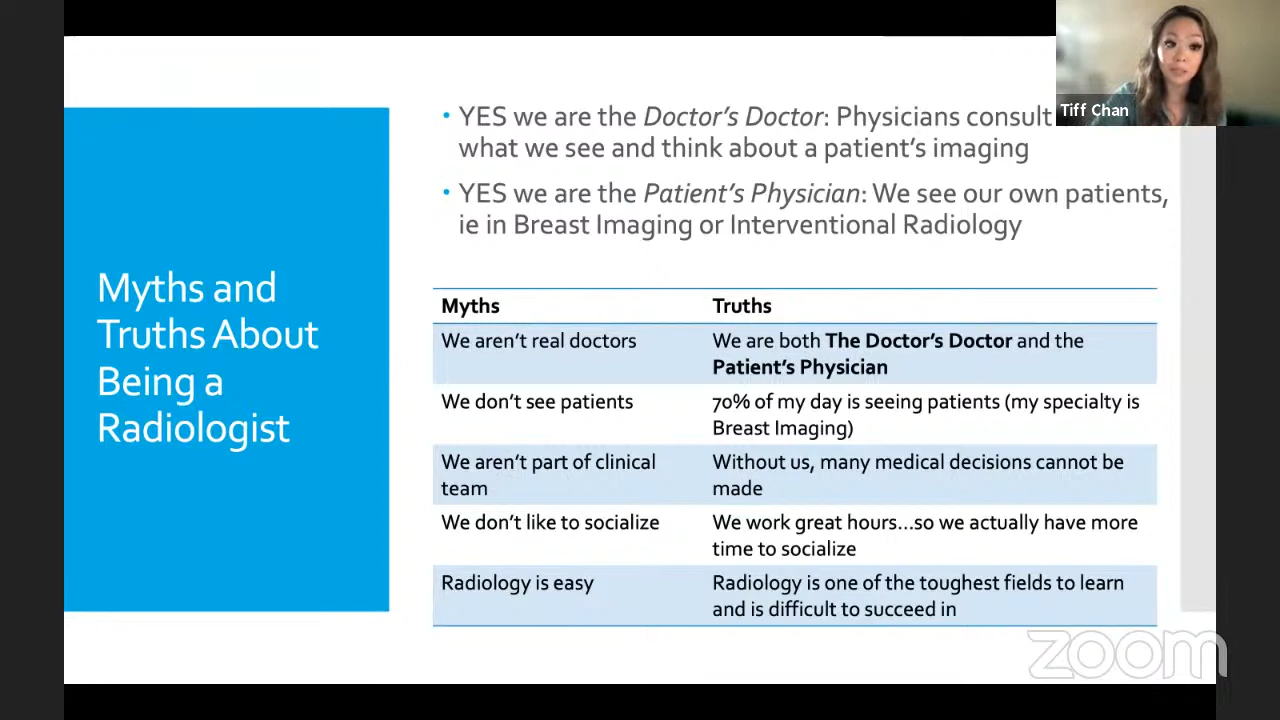 Tiff Chan
• YES we are the Doctor's Doctor: Physicians consult
what we see and think about a patient's imaging
• YES we are the Patient's Physician: We see our own patients,
ie in Breast Imaging or Interventional Radiology
Myths and
Truths About
Being a
Radiologist
Myths Truths
We aren't real doctors We are both The Doctor's Doctor and the
Patient's Physician
We don't see patients 70% of my day is seeing patients (my specialty is
Breast Imaging)
We aren't part of clinical Without us, many medical decisions cannot be
team made
We don't like to socialize We work great hours...so we actually have more
time to socialize
Radiology is easy Radiology is one of the toughest fields to learn
and is difficult to succeed in
zoom